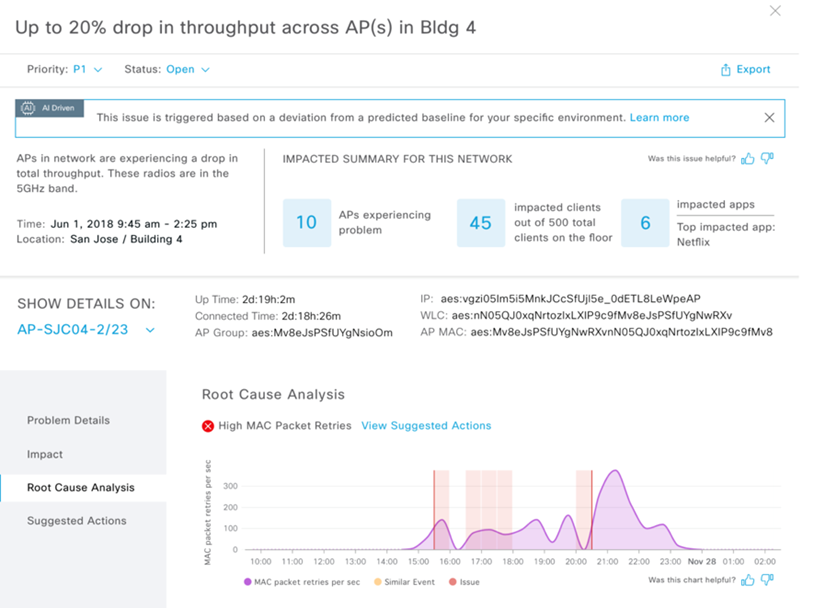 Up to 20% drop in throughput across AP(s) in Bldg 4
Priority: P1 Status: Open Export
AI AI Driven
This issue is triggered based on a deviation from a predicted baseline for your specific environment. Learn more
APs in network are experiencing a drop in
total throughput. These radios are in the
5GHz band.
Time: Jun 1, 2018 9:45 am - 2:25 pm
Location: San Jose / Building 4
IMPACTED SUMMARY FOR THIS NETWORK
Was this issue helpful?
10
APs experiencing
problem
45
impacted clients
out of 500 total
clients on the floor
6
impacted apps
Top impacted app:
Netflix
SHOW DETAILS ON:
AP-SJC04-2/23
Up Time: 2d:19h:2m
Connected Time: 2d:18h:26m
AP Group: aes:Mv8eJsPSfUYgNsioOm
IP: aes:vgzi05Im5i5MnkJCcSfUjI5e_0dETL8LeWpeAP
WLC: aes:nN05QJ0xqNrtozIxLXIP9c9fMv8eJsPSfUYgNwRXv
AP MAC: aes:Mv8eJsPSfUYgNwRXvnN05QJ0xqNrtozIxLXIP9c9fMv8
Problem Details
Impact
Root Cause Analysis
Suggested Actions
Root Cause Analysis
High MAC Packet Retries View Suggested Actions
MAC packet retries per sec
300
200
100
0
10:00 11:00 12:00 13:00 14:00 15:00 16:00 17:00 18:00 19:00 20:00 21:00 22:00 23:00 Nov 28 01:00 02:00
MAC packet retries per sec Similar Event Issue
Was this chart helpful?